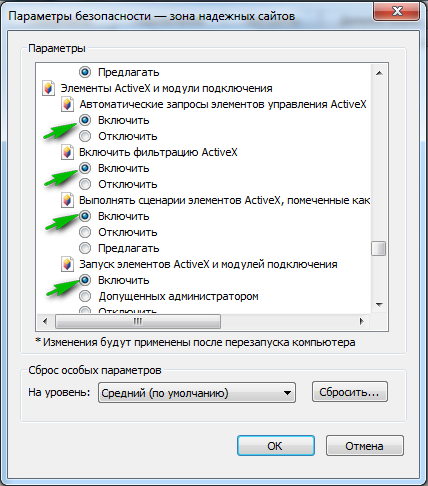 Параметры безопасности — зона надежных сайтов
Параметры
Предлагать
Элементы ActiveX и модули подключения
Автоматические запросы элементов управления ActiveX
Включить
Отключить
Включить фильтрацию ActiveX
Включить
Отключить
Выполнять сценарии элементов ActiveX, помеченные как
Включить
Отключить
Предлагать
Запуск элементов ActiveX и модулей подключения
Включить
Допущенных администратором
Отключить
* Изменения будут применены после перезапуска компьютера
Сброс особых параметров
На уровень: Средний (по умолчанию) Сбросить...
OK Отмена